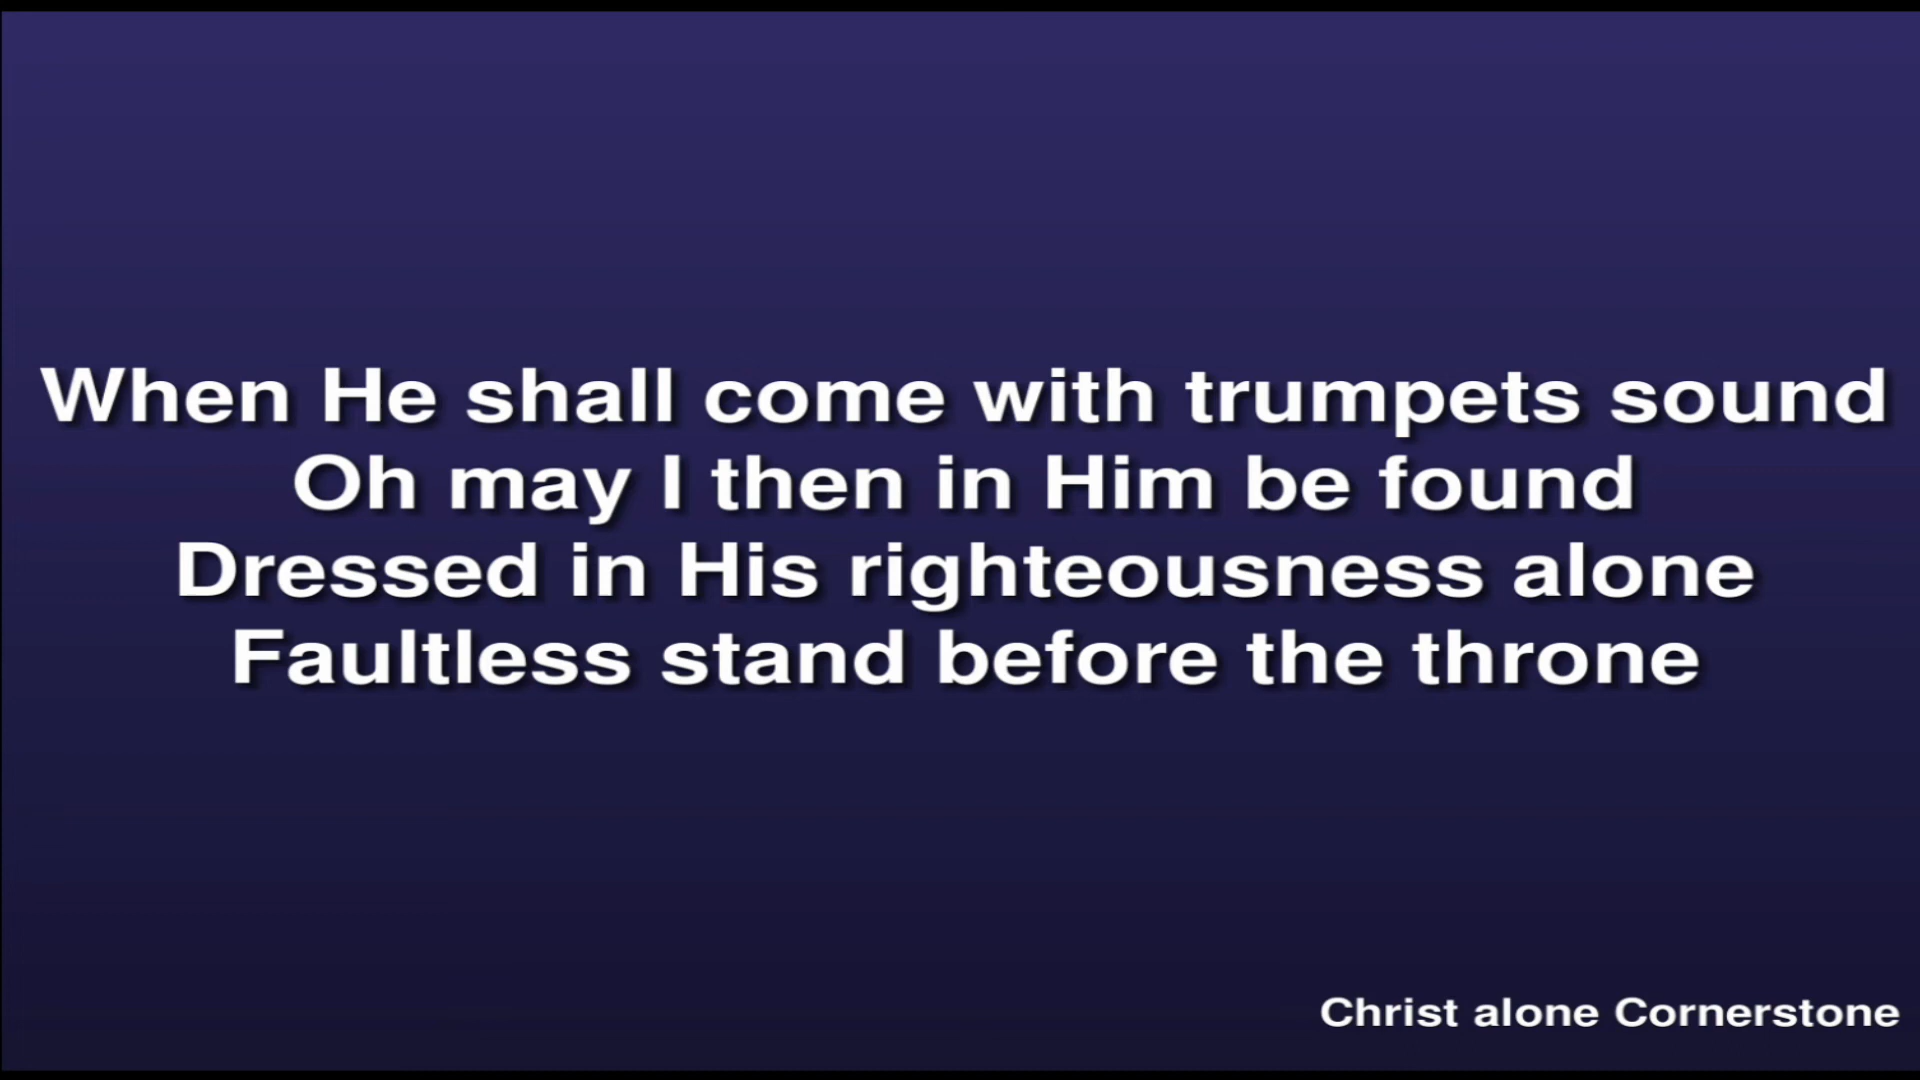 When He shall come with trumpets sound
Oh may I then in Him be found
Dressed in His righteousness alone
Faultless stand before the throne
Christ alone Cornerstone